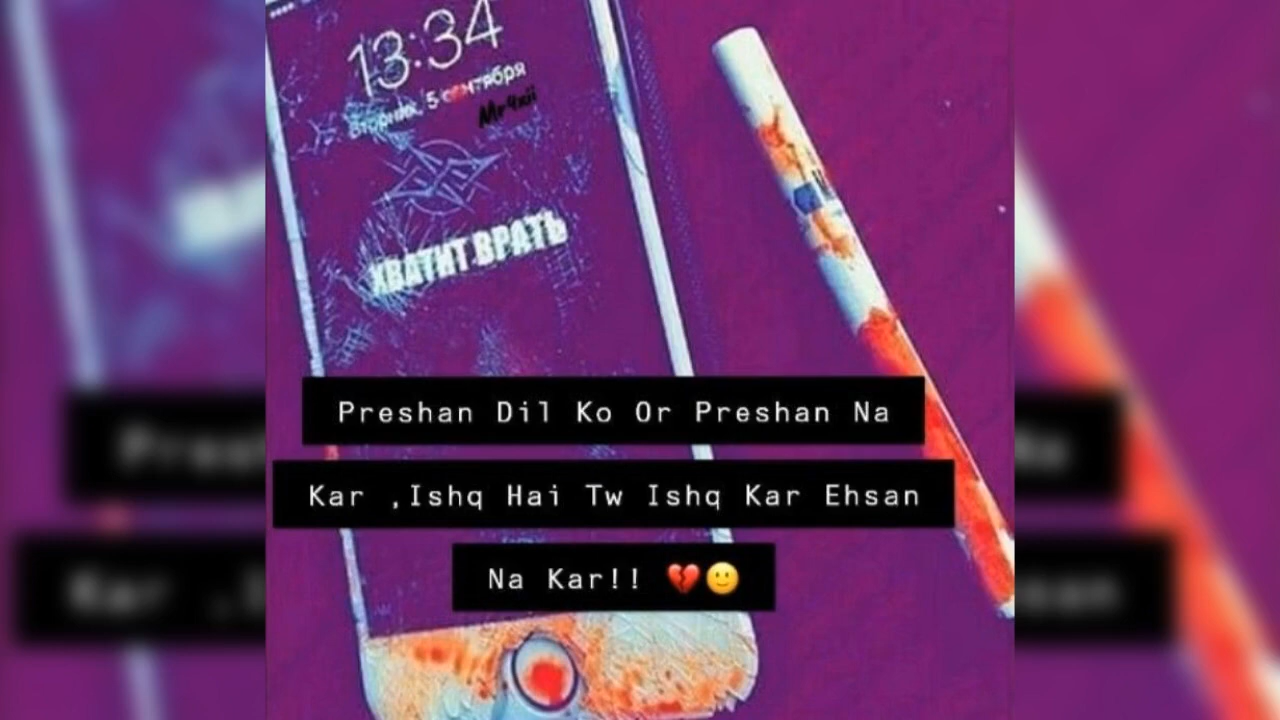 13:34
вторник, 5 сентября
Mr4xii
ХВАТИТ ВРАТЬ
Preshan Dil Ko Or Preshan Na
Kar ,Ishq Hai Tw Ishq Kar Ehsan
Na Kar!! 💔🙂